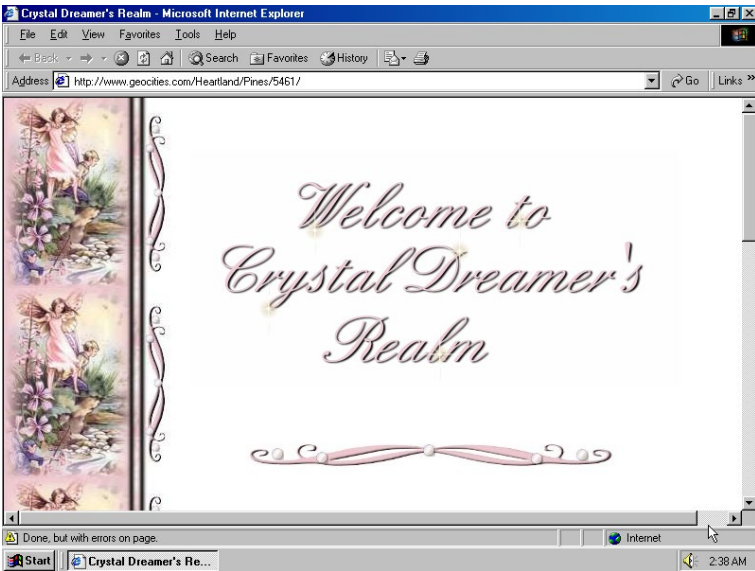 Crystal Dreamer's Realm - Microsoft Internet Explorer
File Edit View Favorites Tools Help
Back Search Favorites History
Address http://www.geocities.com/Heartland/Pines/5461/ Go Links »
Welcome to
Crystal Dreamer's
Realm
Done, but with errors on page. Internet
Start Crystal Dreamer's Re... 2:38 AM